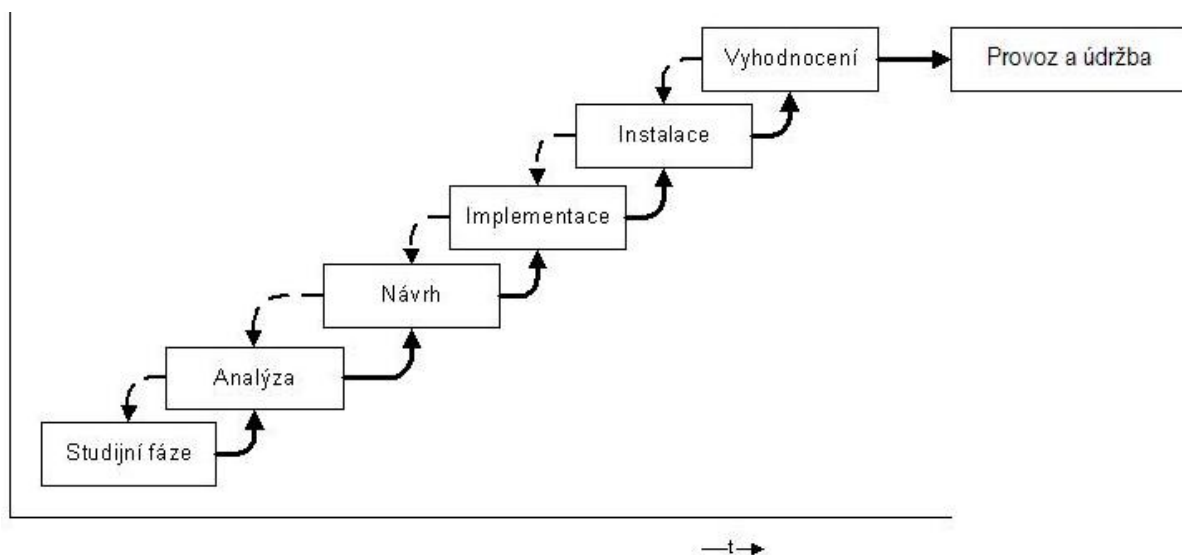 Vyhodnocení
Provoz a údržba
Instalace
Implementace
Návrh
Analýza
Studijní fáze
t